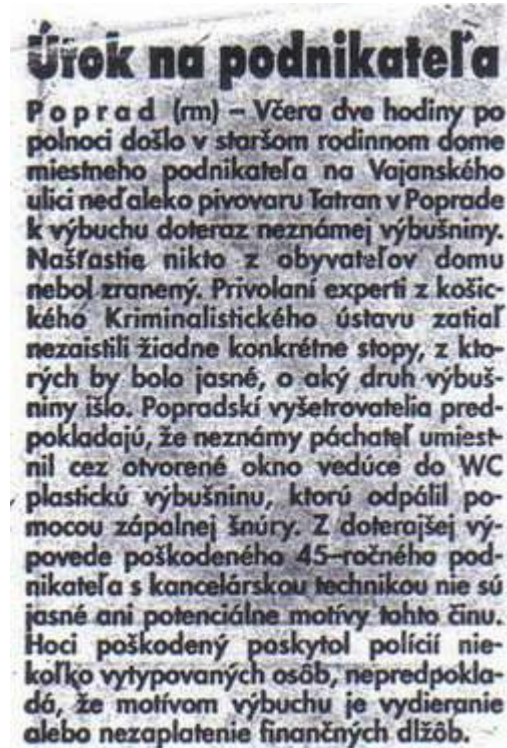 Útok na podnikateľa
Poprad (rm) – Včera dve hodiny po
polnoci došlo v staršom rodinnom dome
miestneho podnikateľa na Vajanského
ulici neďaleko pivovaru Tatran v Poprade
k výbuchu doteraz neznámej výbušniny.
Našťastie nikto z obyvateľov domu
nebol zranený. Privolaní experti z košic-
kého Kriminalistického ústavu zatiaľ
nezaistili žiadne konkrétne stopy, z kto-
rých by bolo jasné, o aký druh výbuš-
niny išlo. Popradskí vyšetrovatelia pred-
pokladajú, že neznámy páchateľ umiest-
nil cez otvorené okno vedúce do WC
plastickú výbušninu, ktorú odpálil po-
mocou zápalnej šnúry. Z doterajšej vý-
povede poškodeného 45–ročného pod-
nikateľa s kancelárskou technikou nie sú
jasné ani potenciálne motívy tohto činu.
Hoci poškodený poskytol polícií nie-
koľko vytypovaných osôb, nepredpokla-
dá, že motívom výbuchu je vydieranie
alebo nezaplatenie finančných dlžôb.